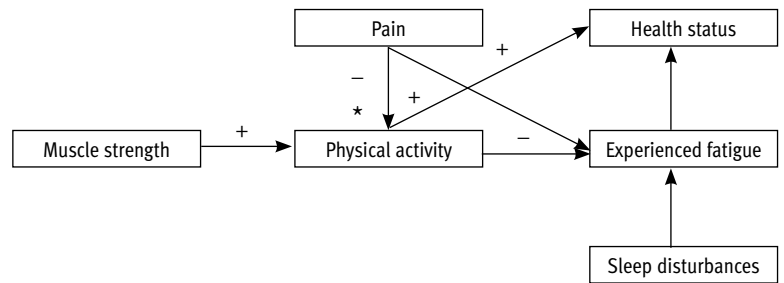 Pain
Health status
+
–
*
+
Muscle strength
+
Physical activity
–
Experienced fatigue
Sleep disturbances